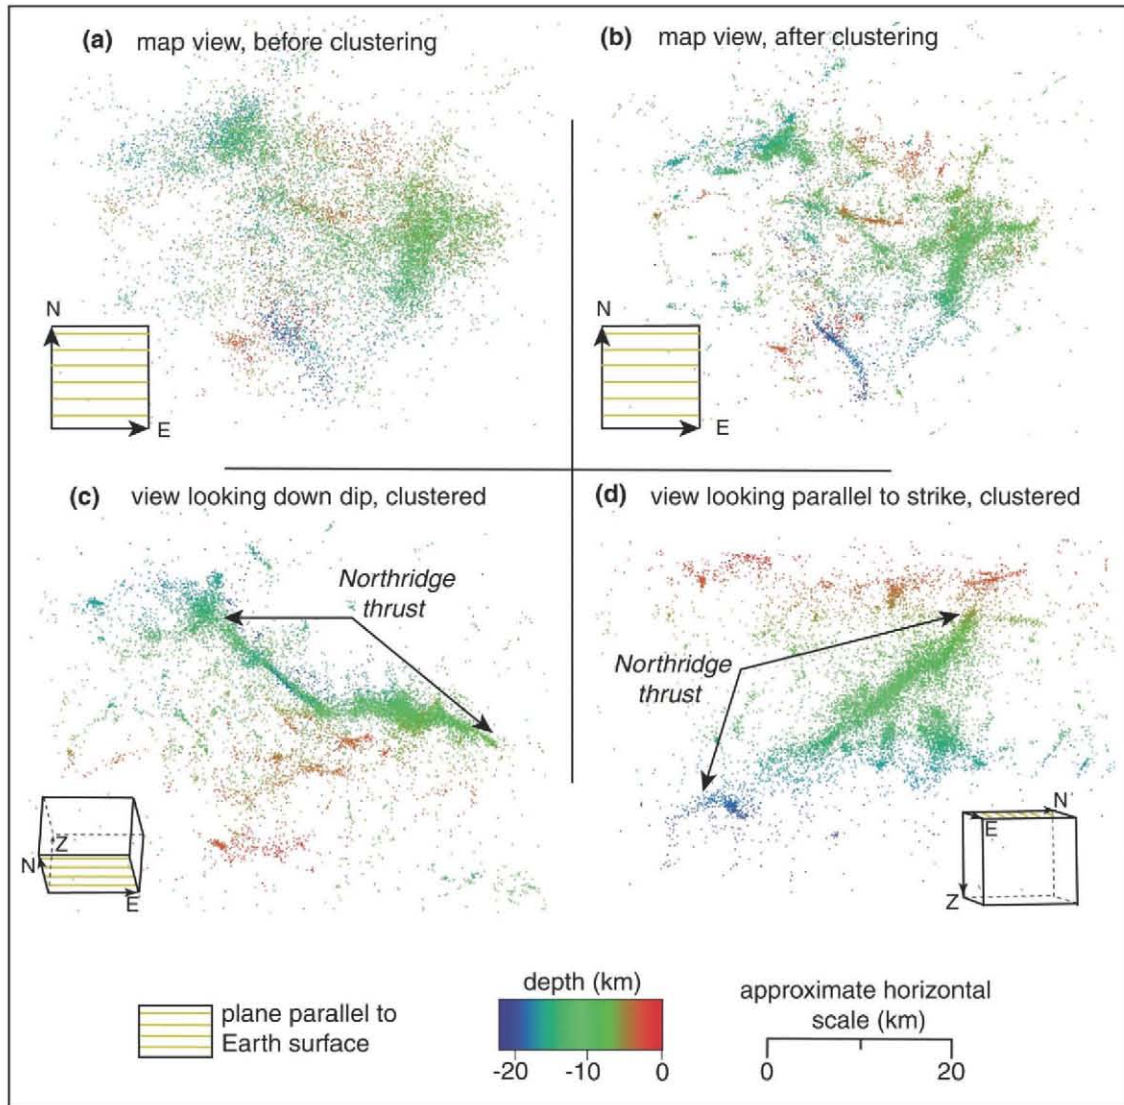 (a) map view, before clustering
(b) map view, after clustering
N
E
N
E
(c) view looking down dip, clustered
(d) view looking parallel to strike, clustered
Northridge
thrust
Northridge
thrust
Z
N
E
N
E
Z
plane parallel to
Earth surface
depth (km)
-20 -10 0
approximate horizontal
scale (km)
0 20